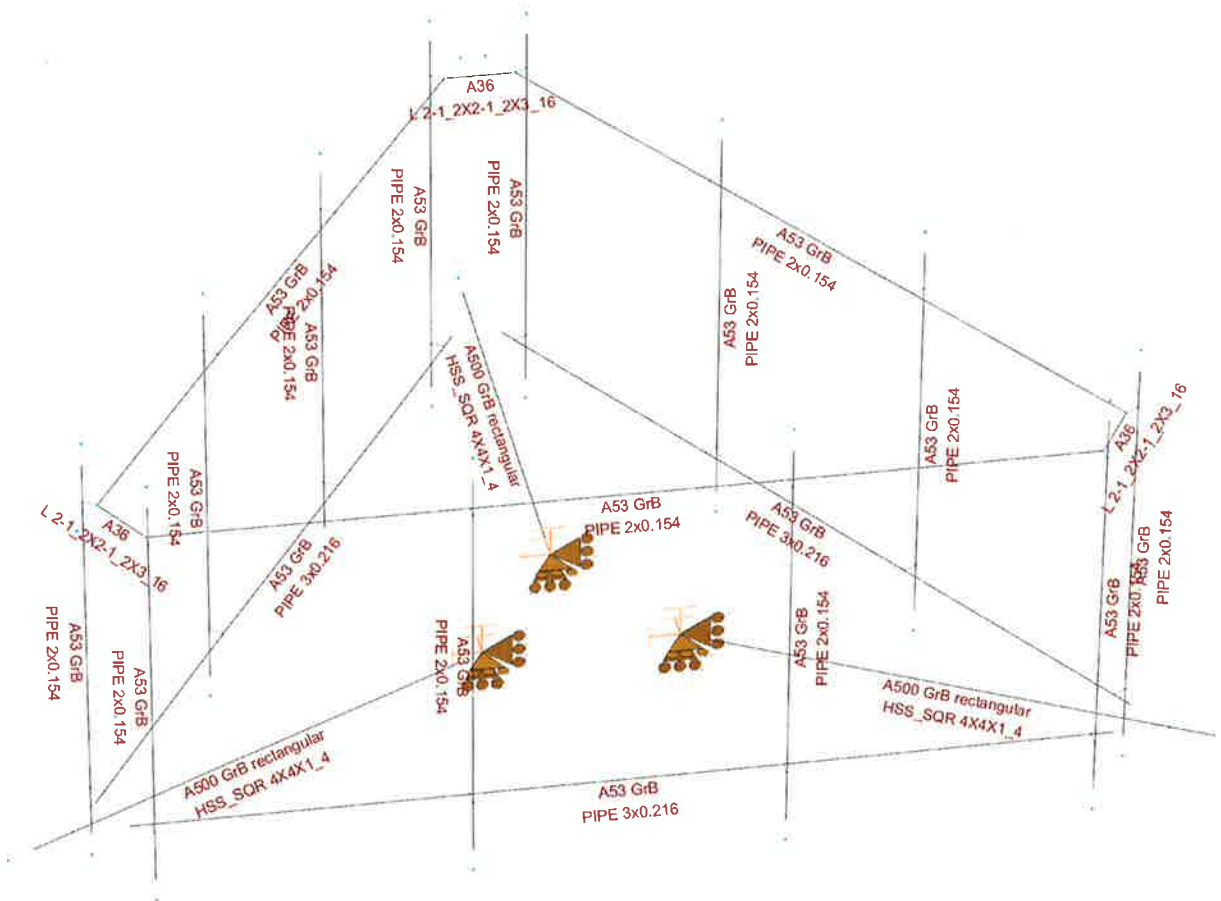 A36
L 2-1_2X2-1_2X3_16
A53 GrB
PIPE 2x0.154
A53 GrB
PIPE 2x0.154
A53 GrB
PIPE 2x0.154
A53 GrB
PIPE 2x0.154
A53 GrB
PIPE 2x0.154
A53 GrB
PIPE 2x0.154
A500 GrB rectangular
HSS_SQR 4X4X1_4
A53 GrB
PIPE 2x0.154
A36
L 2-1_2X2-1_2X3_16
A53 GrB
PIPE 2x0.154
A36
L 2-1_2X2-1_2X3_16
A53 GrB
PIPE 2x0.154
A53 GrB
PIPE 3x0.216
A53 GrB
PIPE 3x0.216
A53 GrB
PIPE 2x0.154
A53 GrB
PIPE 2x0.154
A53 GrB
PIPE 2x0.154
A53 GrB
PIPE 2x0.154
A53 GrB
PIPE 2x0.154
A53 GrB
PIPE 2x0.154
A500 GrB rectangular
HSS_SQR 4X4X1_4
A500 GrB rectangular
HSS_SQR 4X4X1_4
A53 GrB
PIPE 3x0.216